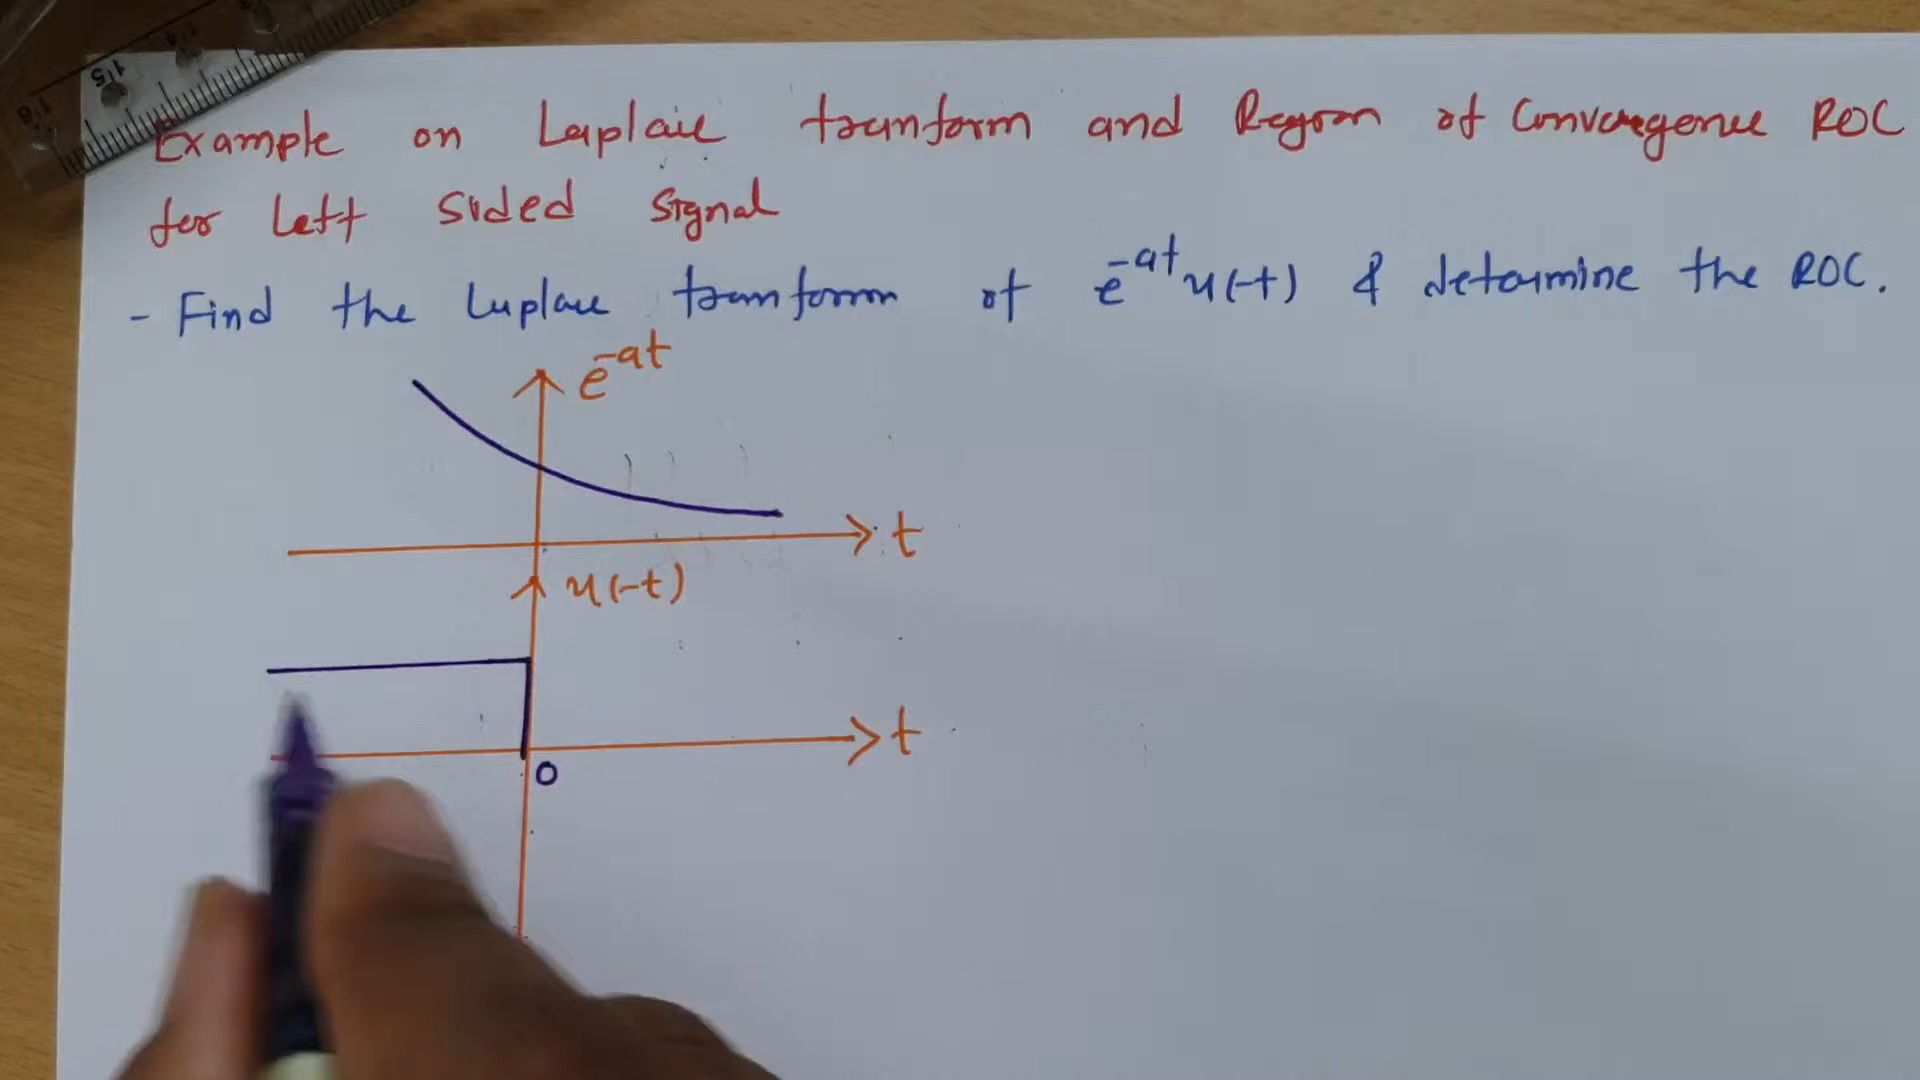 Example on Laplace transform and Region of Convergence ROC
for Left sided signal
- Find the Laplace transform of e^-at u(-t) & determine the ROC.
e^-at
t
u(-t)
t
0
15